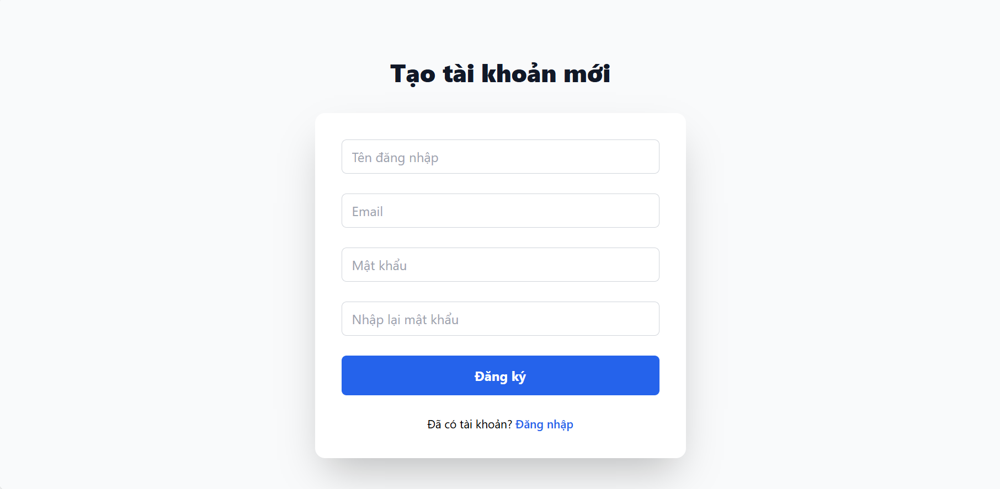 Tạo tài khoản mới
Tên đăng nhập
Email
Mật khẩu
Nhập lại mật khẩu
Đăng ký
Đã có tài khoản? Đăng nhập